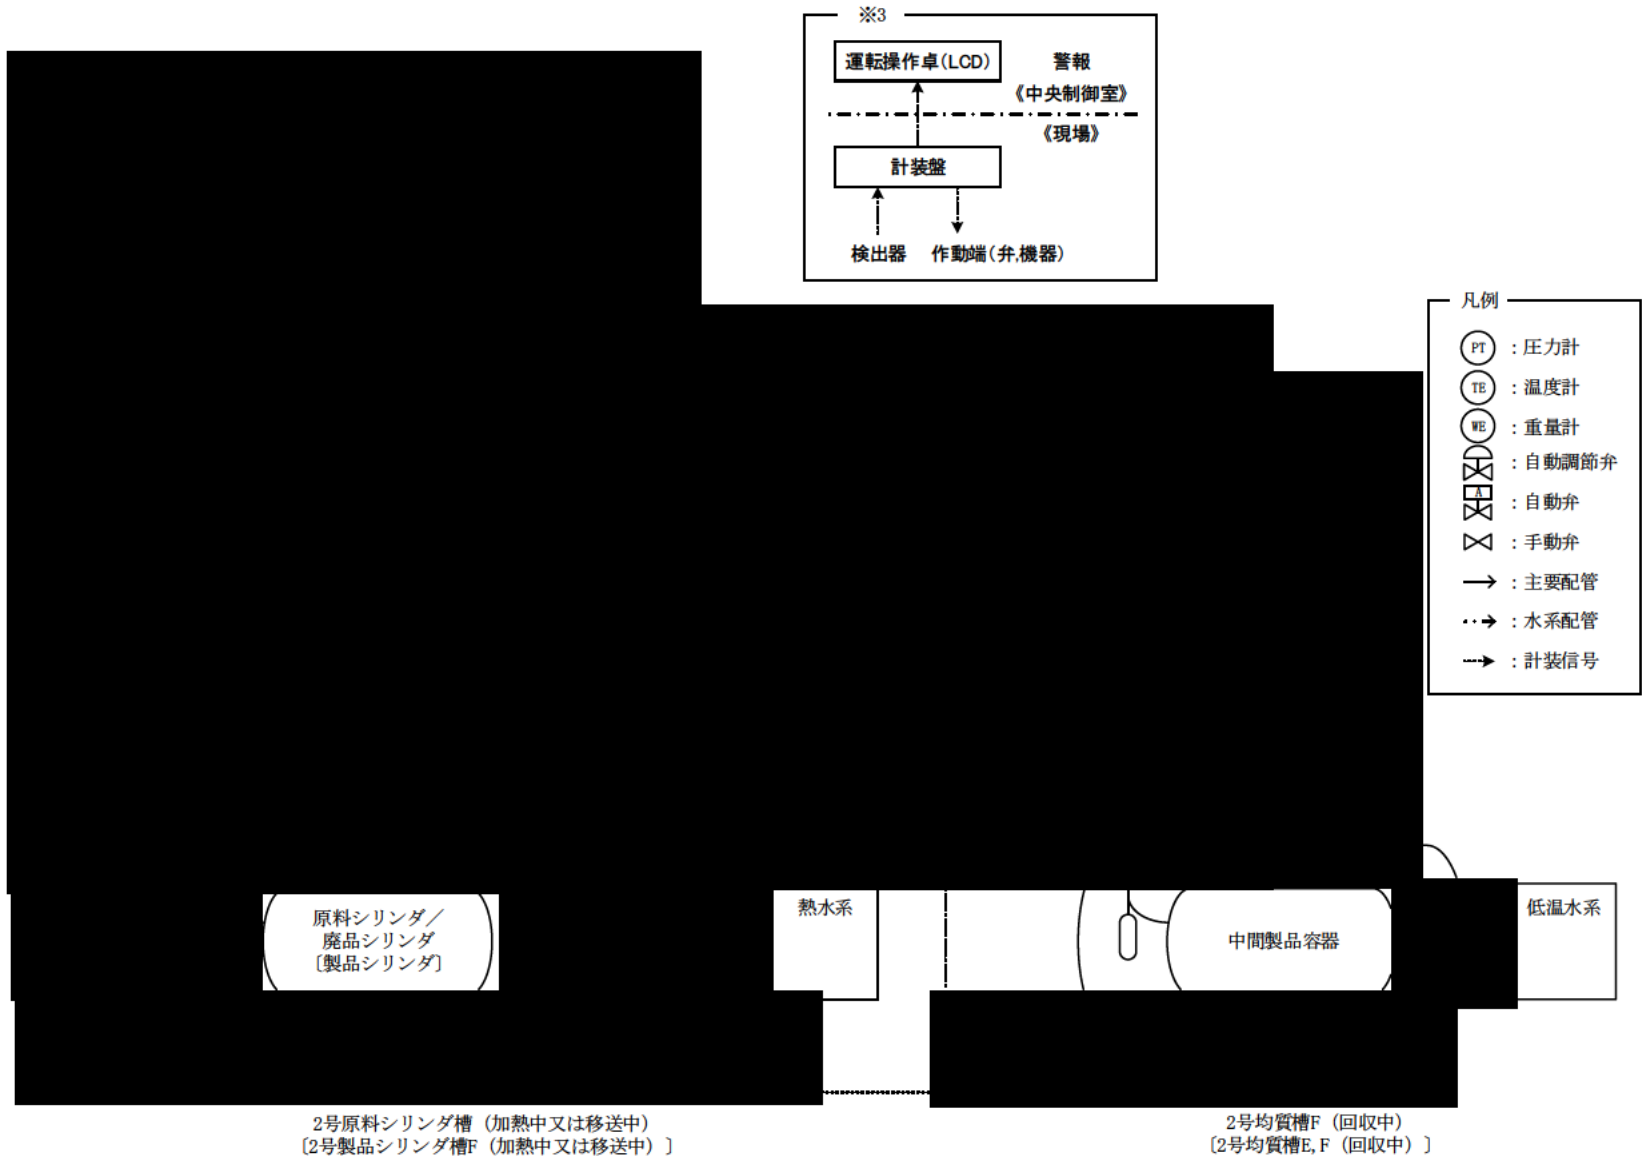 ※3
運転操作卓(LCD)
警報
《中央制御室》
《現場》
計装盤
検出器
作動端(弁,機器)
凡例
PT :圧力計
TE :温度計
WE :重量計
:自動調節弁
A :自動弁
:手動弁
:主要配管
:水系配管
:計装信号
原料シリンダ/
廃品シリンダ
〔製品シリンダ〕
熱水系
中間製品容器
低温水系
2号原料シリンダ槽(加熱中又は移送中)
〔2号製品シリンダ槽F(加熱中又は移送中)〕
2号均質槽F(回収中)
〔2号均質槽E,F(回収中)〕